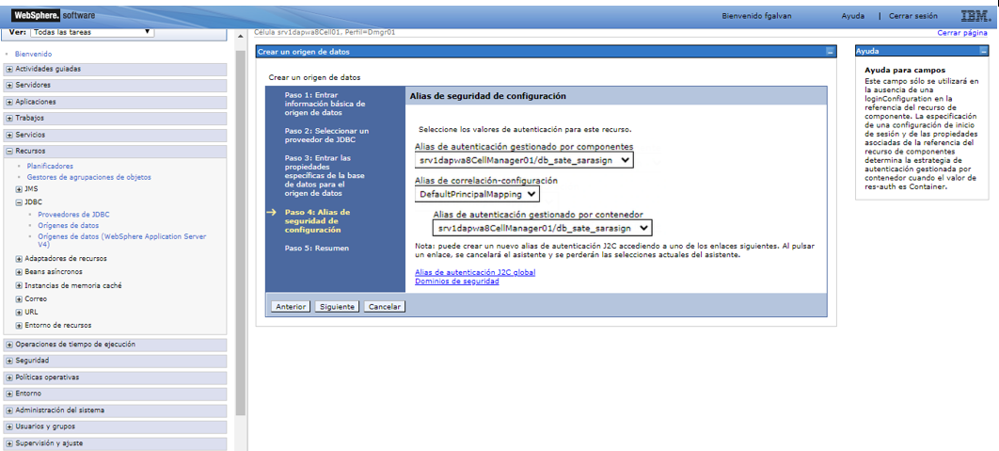 WebSphere. software
Bienvenido fgalvan
Ayuda | Cerrar sesión
IBM.
Ver: Todas las tareas
Célula srv1dapwa8Cell01, Perfil=Dmgr01
Cerrar página
Bienvenido
Actividades guiadas
Servidores
Aplicaciones
Trabajos
Servicios
Recursos
Planificadores
Gestores de agrupaciones de objetos
JMS
JDBC
Proveedores de JDBC
Orígenes de datos
Orígenes de datos (WebSphere Application Server
V4)
Adaptadores de recursos
Beans asíncronos
Instancias de memoria caché
Correo
URL
Entorno de recursos
Operaciones de tiempo de ejecución
Seguridad
Políticas operativas
Entorno
Administración del sistema
Usuarios y grupos
Supervisión y ajuste
Crear un origen de datos
Crear un origen de datos
Paso 1: Entrar
información básica de
origen de datos
Paso 2: Seleccionar un
proveedor de JDBC
Paso 3: Entrar las
propiedades
específicas de la base
de datos para el
origen de datos
Paso 4: Alias de
seguridad de
configuración
Paso 5: Resumen
Alias de seguridad de configuración
Seleccione los valores de autenticación para este recurso.
Alias de autenticación gestionado por componentes
srv1dapwa8CellManager01/db_sate_sarasign
Alias de correlación-configuración
DefaultPrincipalMapping
Alias de autenticación gestionado por contenedor
srv1dapwa8CellManager01/db_sate_sarasign
Nota: puede crear un nuevo alias de autenticación J2C accediendo a uno de los enlaces siguientes. Al pulsar
un enlace, se cancelará el asistente y se perderán las selecciones actuales del asistente.
Alias de autenticación J2C global
Dominios de seguridad
Anterior Siguiente Cancelar
Ayuda
Ayuda para campos
Este campo sólo se utilizará en
la ausencia de una
loginConfiguration en la
referencia del recurso de
componente. La especificación
de una configuración de inicio
de sesión y de las propiedades
asociadas de la referencia del
recurso de componentes
determina la estrategia de
autenticación gestionada por
contenedor cuando el valor de
res-auth es Container.